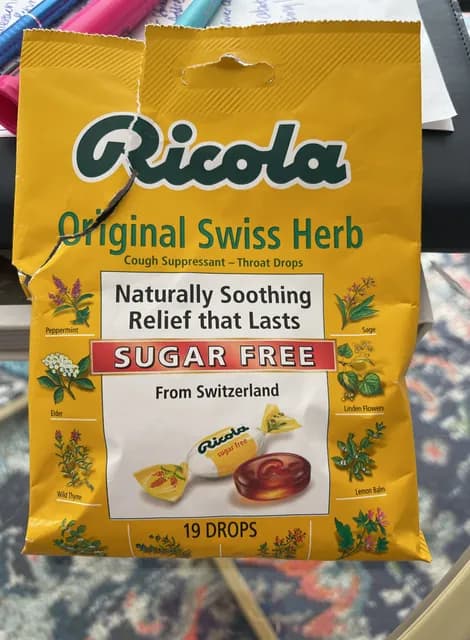 Ricola
Original Swiss Herb
Cough Suppressant – Throat Drops
Naturally Soothing
Relief that Lasts
Peppermint
Sage
SUGAR FREE
From Switzerland
Elder
Linden Flowers
Ricola
sugar free
Wild Thyme
Lemon Balm
19 DROPS